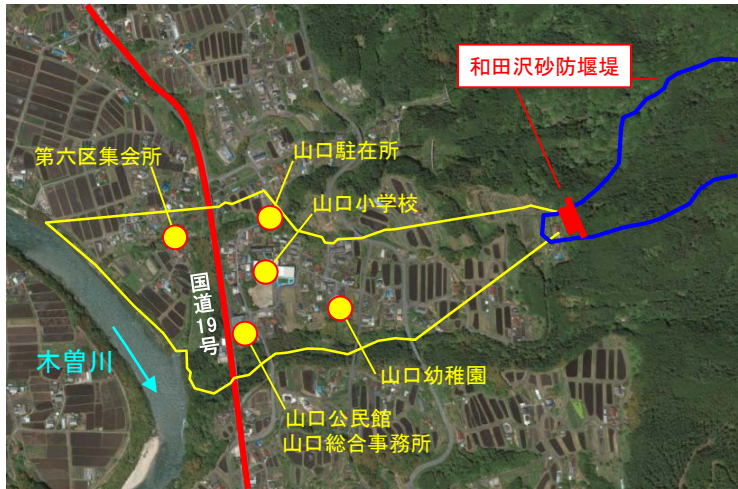 和田沢砂防堰堤
山口駐在所
第六区集会所
山口小学校
国道19号
木曽川
山口幼稚園
山口公民館
山口総合事務所